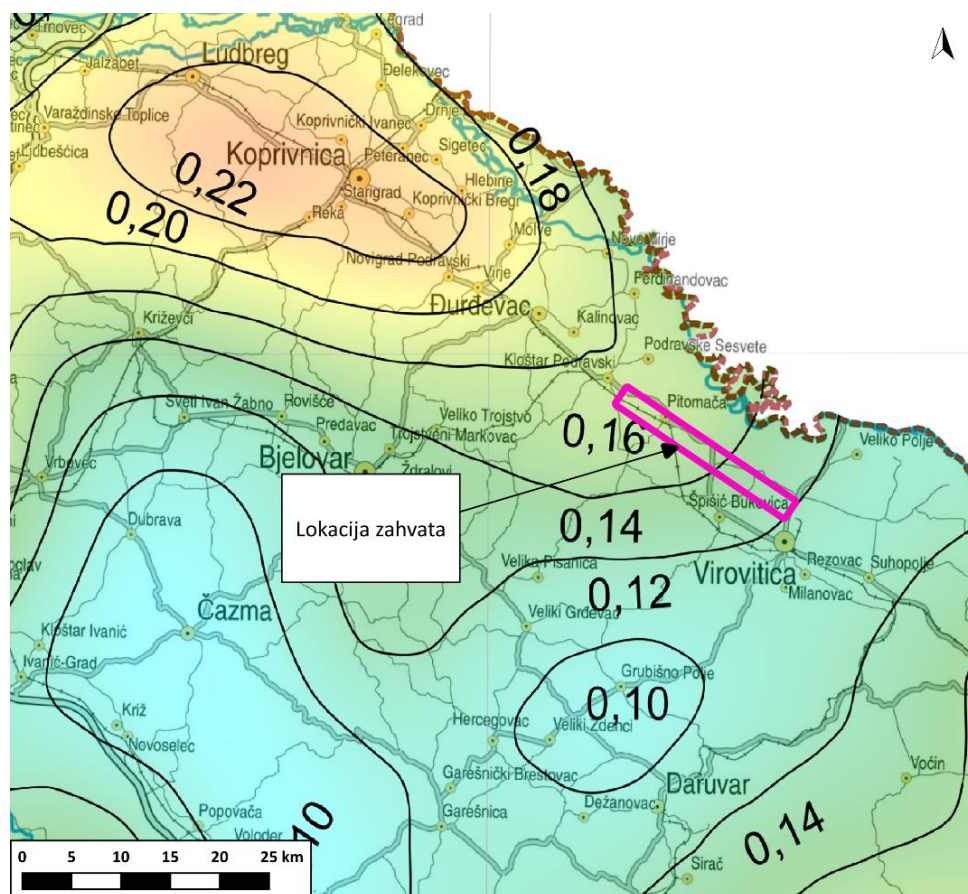 Legrad
Trnovec
Jalžabet
Ludbreg
Đelekovec
Varaždinske Toplice
Drnje
Koprivnički Ivanec
Peteranec
Sigetec
Ljubešćica
Koprivnica
0,18
0,22
Starigrad
Hlebine
Koprivnički Bregi
0,20
Reka
Molve
Novo Virje
Novigrad Podravski
Virje
Ferdinandovac
Đurđevac
Kalinovac
Križevci
Podravske Sesvete
Kloštar Podravski
Pitomača
Sveti Ivan Žabno
Rovišće
Veliko Trojstvo
Predavac
Trojstveni Markovac
0,16
Veliko Polje
Bjelovar
Ždralovi
Vrbovec
Špišić Bukovica
Lokacija zahvata
Dubrava
0,14
Velika Pisanica
Rezovac
Suhopolje
Virovitica
Milanovac
0,12
Čazma
Veliki Grđevac
Kloštar Ivanić
Ivanić-Grad
Grubišno Polje
0,10
Križ
Hercegovac
Veliki Zdenci
Novoselec
Voćin
Garešnički Brestovac
Daruvar
Dežanovac
Popovača
Garešnica
Voloder
10
0,14
Sirač
0 5 10 15 20 25 km